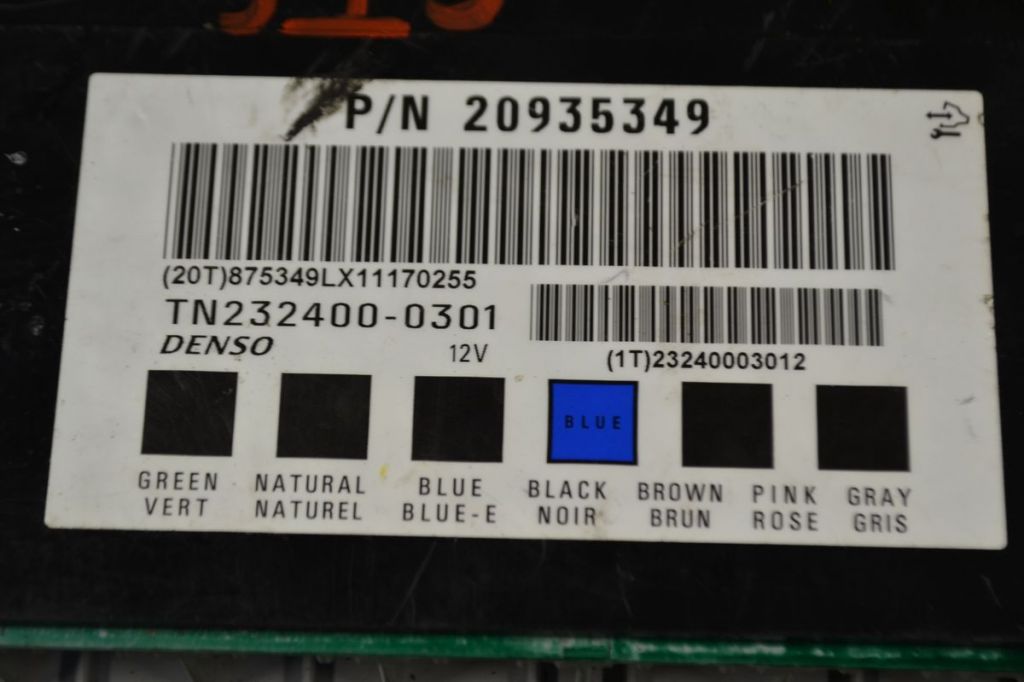 P/N 20935349
(20T)875349LX11170255
TN232400-0301
DENSO 12V
(1T)23240003012
BLUE
GREEN NATURAL BLUE BLACK BROWN PINK GRAY
VERT NATUREL BLUE-E NOIR BRUN ROSE GRIS